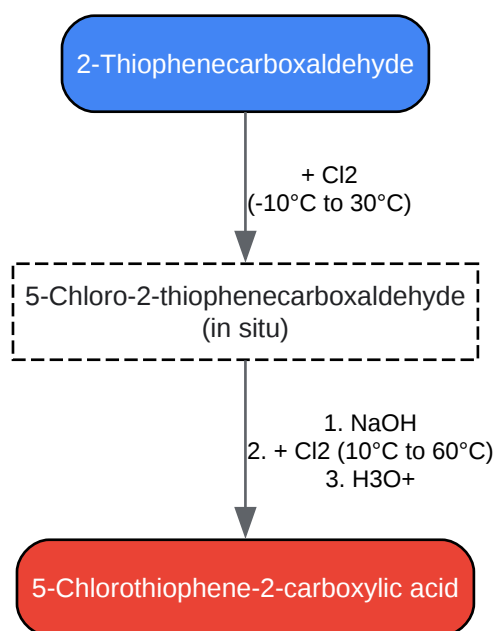 2-Thiophenecarboxaldehyde
+ Cl2
(-10°C to 30°C)
5-Chloro-2-thiophenecarboxaldehyde
(in situ)
1. NaOH
2. + Cl2 (10°C to 60°C)
3. H3O+
5-Chlorothiophene-2-carboxylic acid